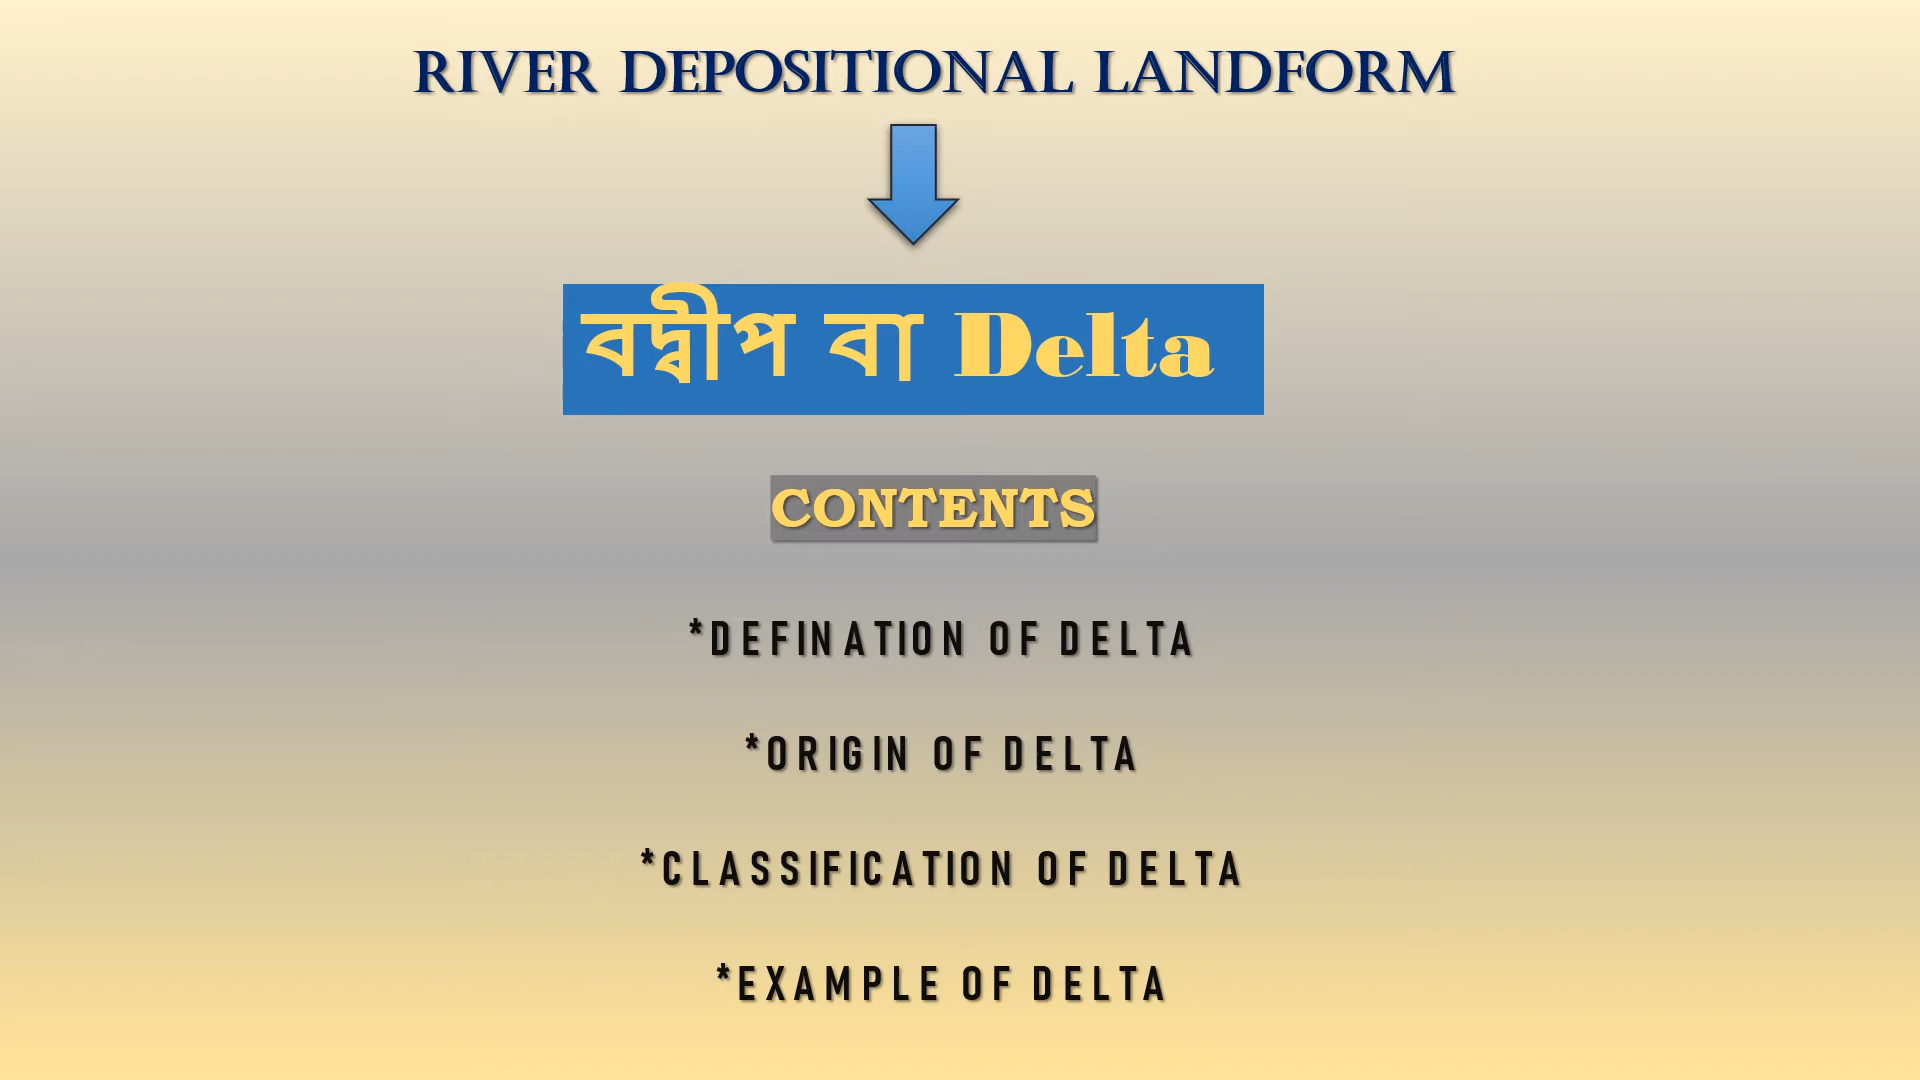 RIVER DEPOSITIONAL LANDFORM
বদ্বীপ বা Delta
CONTENTS
*DEFINATION OF DELTA
*ORIGIN OF DELTA
*CLASSIFICATION OF DELTA
*EXAMPLE OF DELTA